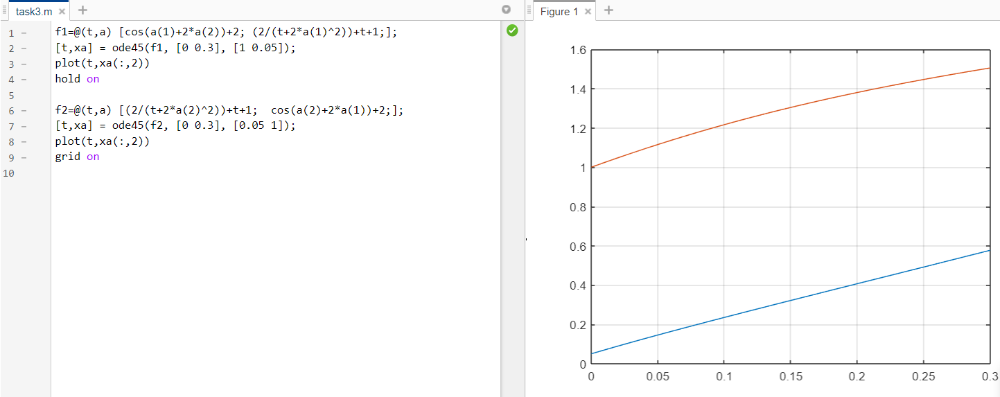 task3.m × +
1 – f1=@(t,a) [cos(a(1)+2*a(2))+2; (2/(t+2*a(1)^2))+t+1;];
2 – [t,xa] = ode45(f1, [0 0.3], [1 0.05]);
3 – plot(t,xa(:,2))
4 – hold on
5
6 – f2=@(t,a) [(2/(t+2*a(2)^2))+t+1;  cos(a(2)+2*a(1))+2;];
7 – [t,xa] = ode45(f2, [0 0.3], [0.05 1]);
8 – plot(t,xa(:,2))
9 – grid on
10
Figure 1 × +
1.6
1.4
1.2
1
0.8
0.6
0.4
0.2
0
0 0.05 0.1 0.15 0.2 0.25 0.3